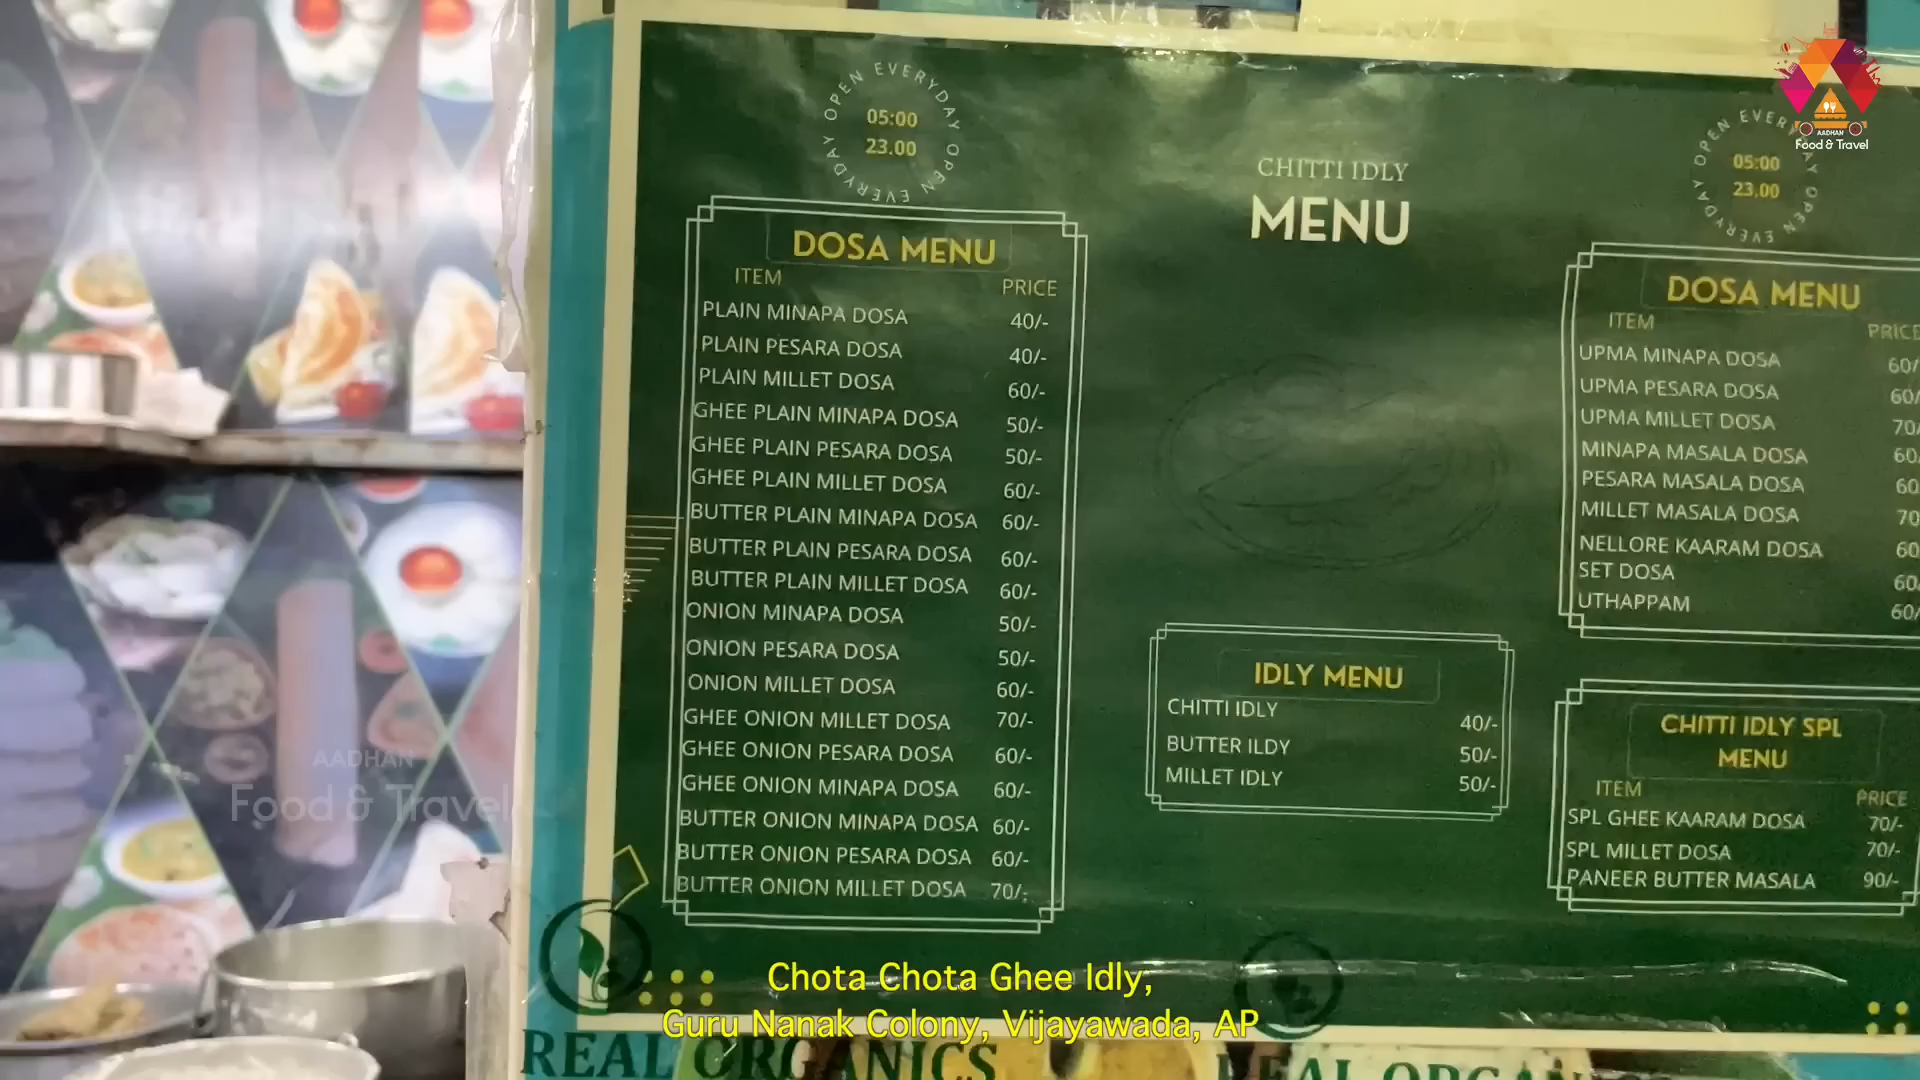 OPEN EVERYDAY OPEN EVERYDAY
05:00
23.00
CHITTI IDLY
MENU
DOSA MENU
ITEM PRICE
PLAIN MINAPA DOSA 40/-
PLAIN PESARA DOSA 40/-
PLAIN MILLET DOSA 60/-
GHEE PLAIN MINAPA DOSA 50/-
GHEE PLAIN PESARA DOSA 50/-
GHEE PLAIN MILLET DOSA 60/-
BUTTER PLAIN MINAPA DOSA 60/-
BUTTER PLAIN PESARA DOSA 60/-
BUTTER PLAIN MILLET DOSA 60/-
ONION MINAPA DOSA 50/-
ONION PESARA DOSA 50/-
ONION MILLET DOSA 60/-
GHEE ONION MILLET DOSA 70/-
GHEE ONION PESARA DOSA 60/-
GHEE ONION MINAPA DOSA 60/-
BUTTER ONION MINAPA DOSA 60/-
BUTTER ONION PESARA DOSA 60/-
BUTTER ONION MILLET DOSA 70/-
IDLY MENU
CHITTI IDLY 40/-
BUTTER ILDY 50/-
MILLET IDLY 50/-
OPEN EVERYDAY OPEN EVERYDAY
05:00
23.00
DOSA MENU
ITEM PRICE
UPMA MINAPA DOSA 60/
UPMA PESARA DOSA 60/
UPMA MILLET DOSA 70/
MINAPA MASALA DOSA 60
PESARA MASALA DOSA 60
MILLET MASALA DOSA 70
NELLORE KAARAM DOSA 60
SET DOSA 60
UTHAPPAM 60/
CHITTI IDLY SPL
MENU
ITEM PRICE
SPL GHEE KAARAM DOSA 70/-
SPL MILLET DOSA 70/-
PANEER BUTTER MASALA 90/-
AADHAN
Food & Travel
AADHAN
Food & Travel
Chota Chota Ghee Idly;
Guru Nanak Colony, Vijayawada, AP
REAL ORGANICS
REAL ORGAN